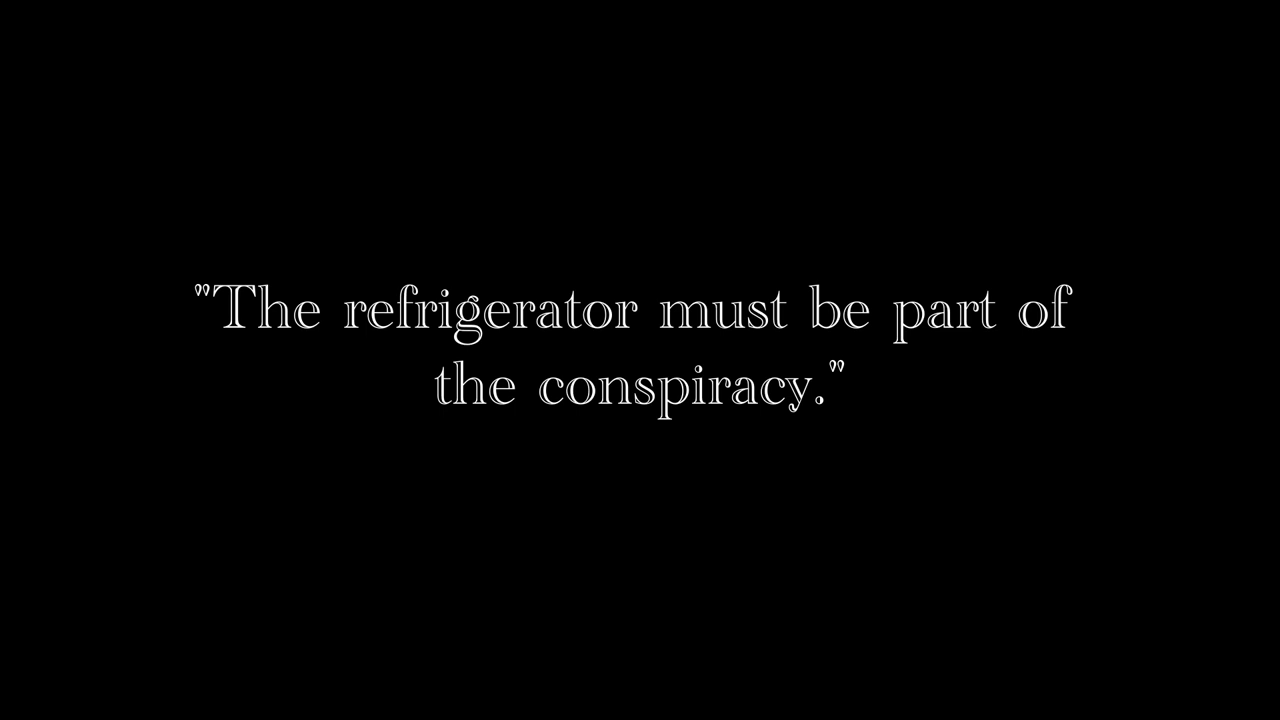 "The refrigerator must be part of
the conspiracy."